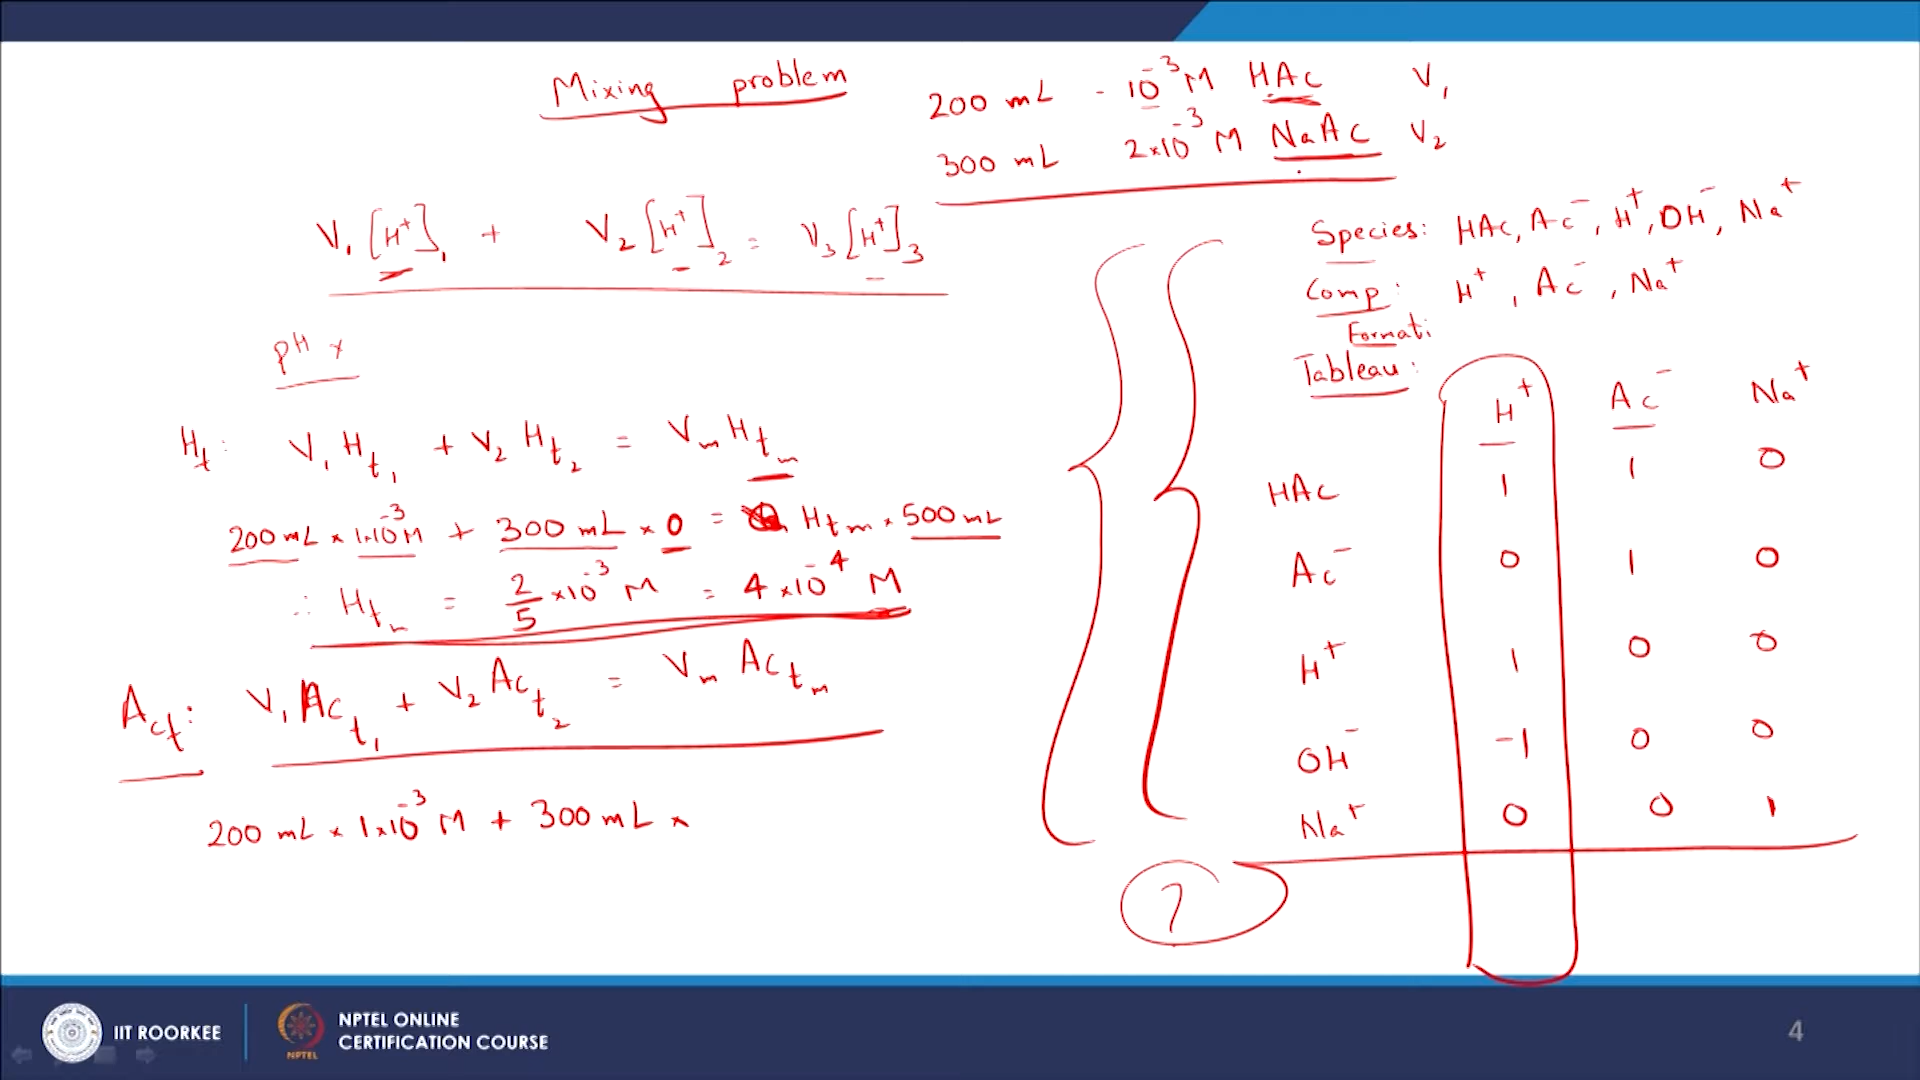 Mixing problem
200 mL - 10⁻³ M HAc V₁
300 mL 2×10⁻³ M NaAc V₂
V₁[H⁺]₁ + V₂[H⁺]₂ = V₃[H⁺]₃
pH ×
Hₜ: V₁Hₜ₁ + V₂Hₜ₂ = VₘHₜₘ
200 mL × 1×10⁻³ M + 300 mL × 0 = Hₜₘ × 500 mL
∴ Hₜₘ = 2/5 ×10⁻³ M = 4 ×10⁻⁴ M
Acₜ: V₁Acₜ₁ + V₂Acₜ₂ = VₘAcₜₘ
200 mL × 1×10⁻³ M + 300 mL ×
Species: HAc, Ac⁻, H⁺, OH⁻, Na⁺
Comp: H⁺, Ac⁻, Na⁺
Formati:
Tableau:
H⁺ Ac⁻ Na⁺
HAc 1 1 0
Ac⁻ 0 1 0
H⁺ 1 0 0
OH⁻ -1 0 0
Na⁺ 0 0 1
?
IIT ROORKEE
NPTEL
NPTEL ONLINE
CERTIFICATION COURSE
4